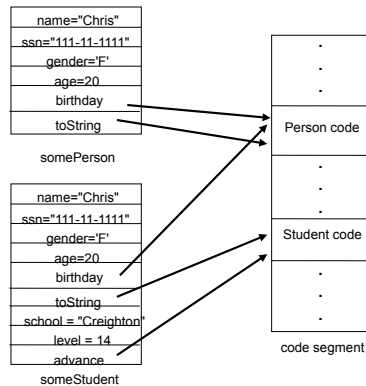 name="Chris"
ssn="111-11-1111"
gender='F'
age=20
birthday
toString
somePerson
name="Chris"
ssn="111-11-1111"
gender='F'
age=20
birthday
toString
school = "Creighton"
level = 14
advance
someStudent
.
.
.
Person code
.
.
.
Student code
.
.
.
code segment